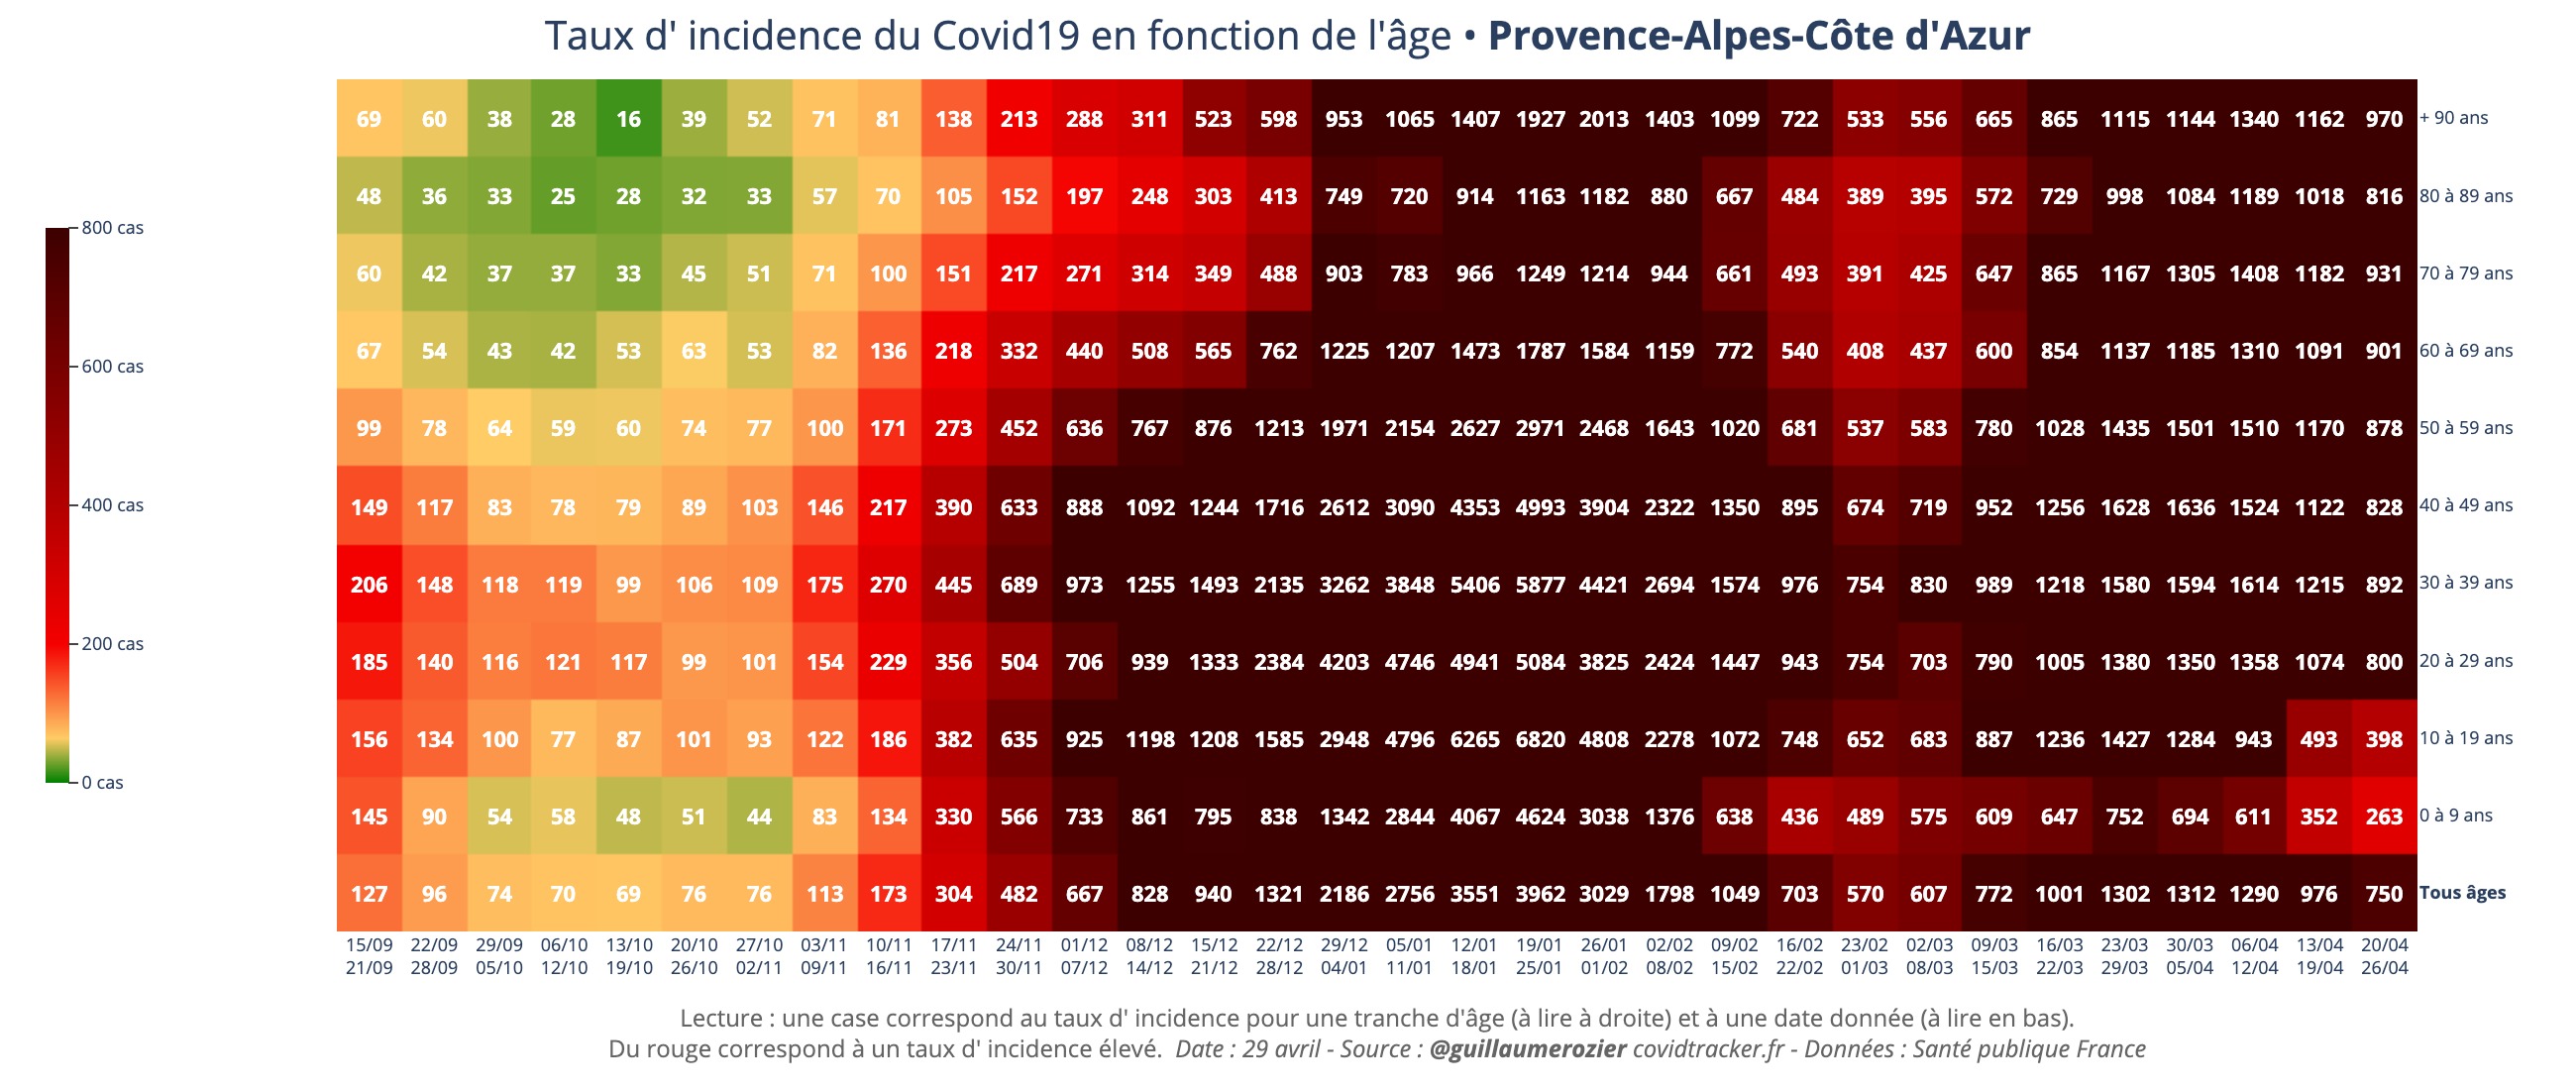 Taux d' incidence du Covid19 en fonction de l'âge • Provence-Alpes-Côte d'Azur
800 cas
600 cas
400 cas
200 cas
0 cas
69 60 38 28 16 39 52 71 81 138 213 288 311 523 598 953 1065 1407 1927 2013 1403 1099 722 533 556 665 865 1115 1144 1340 1162 970 + 90 ans
48 36 33 25 28 32 33 57 70 105 152 197 248 303 413 749 720 914 1163 1182 880 667 484 389 395 572 729 998 1084 1189 1018 816 80 à 89 ans
60 42 37 37 33 45 51 71 100 151 217 271 314 349 488 903 783 966 1249 1214 944 661 493 391 425 647 865 1167 1305 1408 1182 931 70 à 79 ans
67 54 43 42 53 63 53 82 136 218 332 440 508 565 762 1225 1207 1473 1787 1584 1159 772 540 408 437 600 854 1137 1185 1310 1091 901 60 à 69 ans
99 78 64 59 60 74 77 100 171 273 452 636 767 876 1213 1971 2154 2627 2971 2468 1643 1020 681 537 583 780 1028 1435 1501 1510 1170 878 50 à 59 ans
149 117 83 78 79 89 103 146 217 390 633 888 1092 1244 1716 2612 3090 4353 4993 3904 2322 1350 895 674 719 952 1256 1628 1636 1524 1122 828 40 à 49 ans
206 148 118 119 99 106 109 175 270 445 689 973 1255 1493 2135 3262 3848 5406 5877 4421 2694 1574 976 754 830 989 1218 1580 1594 1614 1215 892 30 à 39 ans
185 140 116 121 117 99 101 154 229 356 504 706 939 1333 2384 4203 4746 4941 5084 3825 2424 1447 943 754 703 790 1005 1380 1350 1358 1074 800 20 à 29 ans
156 134 100 77 87 101 93 122 186 382 635 925 1198 1208 1585 2948 4796 6265 6820 4808 2278 1072 748 652 683 887 1236 1427 1284 943 493 398 10 à 19 ans
145 90 54 58 48 51 44 83 134 330 566 733 861 795 838 1342 2844 4067 4624 3038 1376 638 436 489 575 609 647 752 694 611 352 263 0 à 9 ans
127 96 74 70 69 76 76 113 173 304 482 667 828 940 1321 2186 2756 3551 3962 3029 1798 1049 703 570 607 772 1001 1302 1312 1290 976 750 Tous âges
15/09 22/09 29/09 06/10 13/10 20/10 27/10 03/11 10/11 17/11 24/11 01/12 08/12 15/12 22/12 29/12 05/01 12/01 19/01 26/01 02/02 09/02 16/02 23/02 02/03 09/03 16/03 23/03 30/03 06/04 13/04 20/04
21/09 28/09 05/10 12/10 19/10 26/10 02/11 09/11 16/11 23/11 30/11 07/12 14/12 21/12 28/12 04/01 11/01 18/01 25/01 01/02 08/02 15/02 22/02 01/03 08/03 15/03 22/03 29/03 05/04 12/04 19/04 26/04
Lecture : une case correspond au taux d' incidence pour une tranche d'âge (à lire à droite) et à une date donnée (à lire en bas).
Du rouge correspond à un taux d' incidence élevé. Date : 29 avril - Source : @guillaumerozier covidtracker.fr - Données : Santé publique France